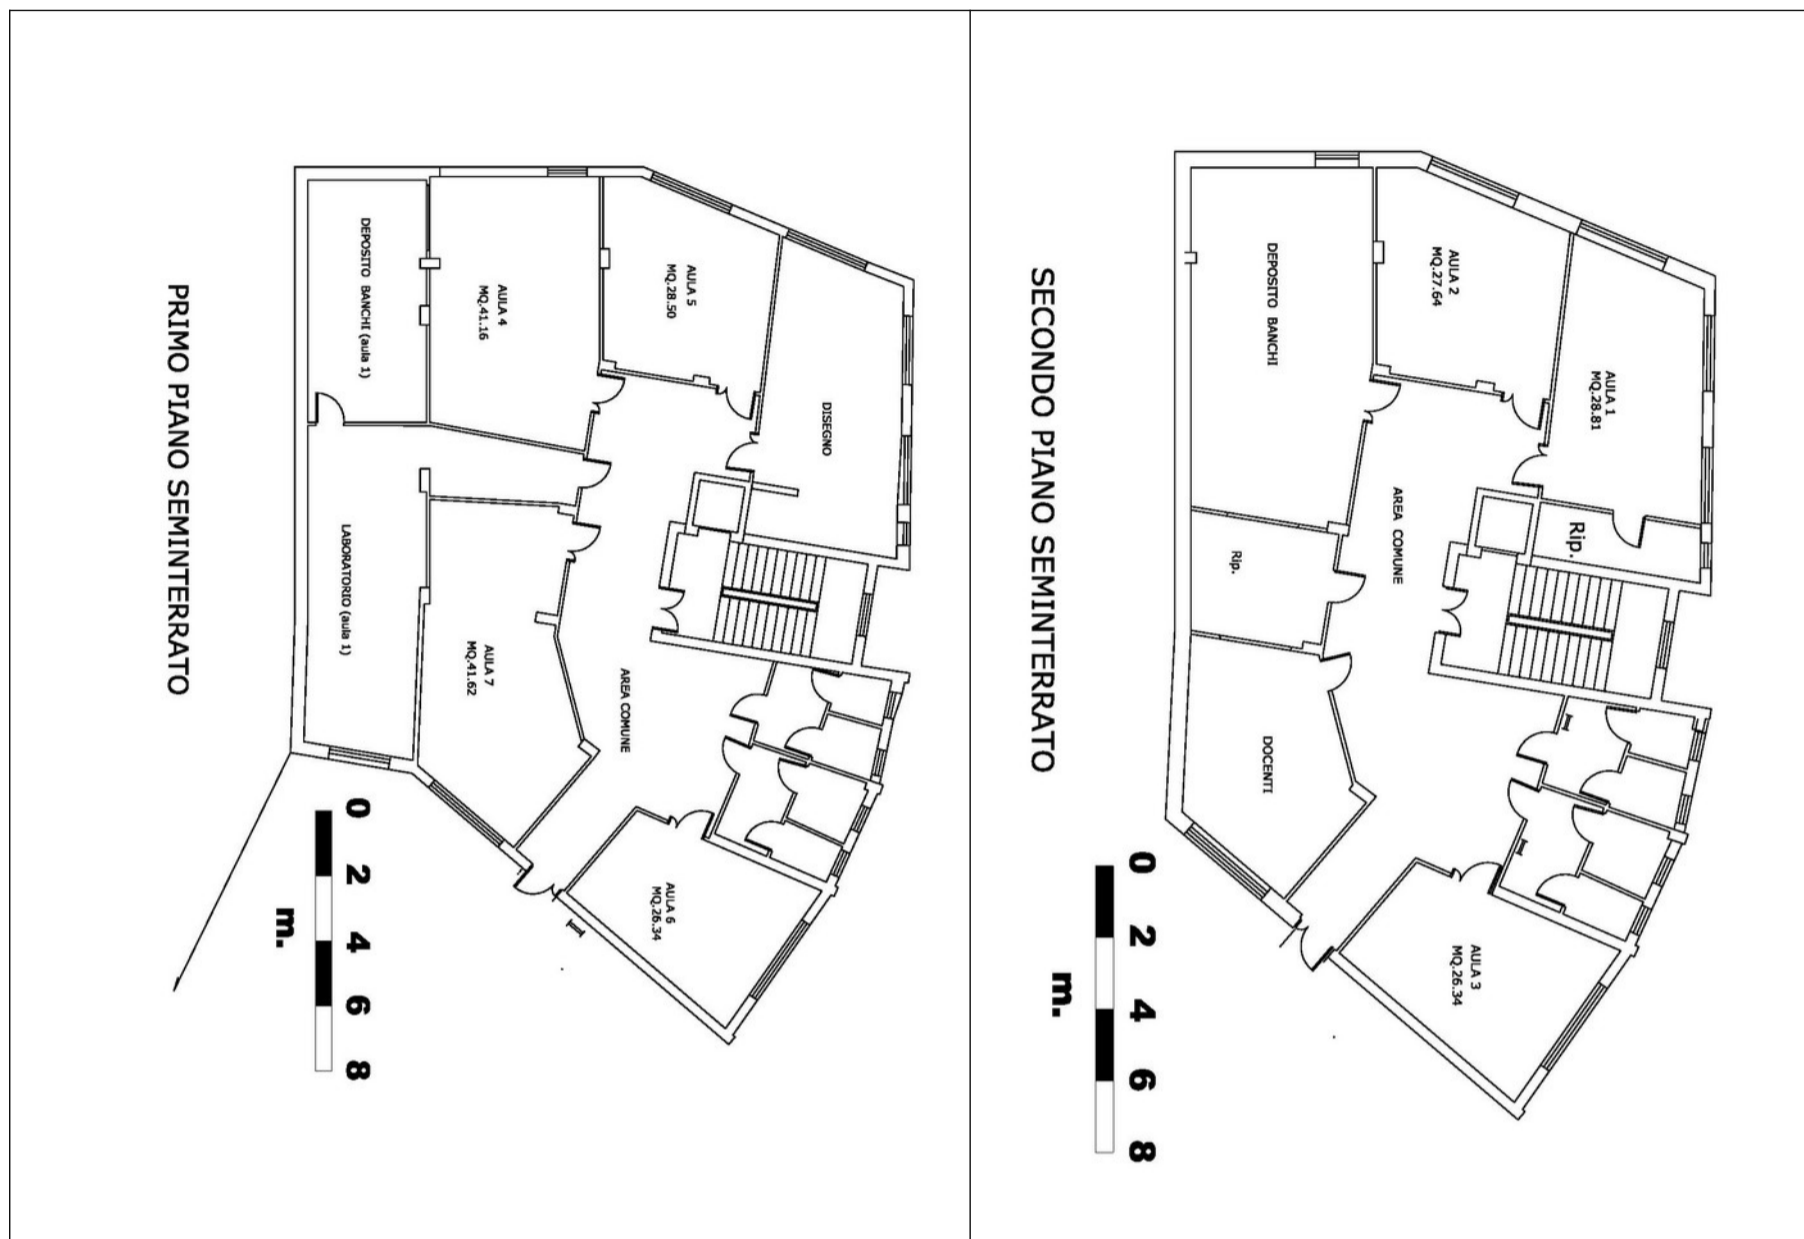 PRIMO PIANO SEMINTERRATO
DEPOSITO BANCHI (aula 1)
AULA 4
MQ.41.16
AULA 5
MQ.28.50
DISEGNO
LABORATORIO (aula 1)
AULA 7
MQ.41.62
AREA COMUNE
AULA 6
MQ.26.34
0 2 4 6 8
m.
SECONDO PIANO SEMINTERRATO
DEPOSITO BANCHI
AULA 2
MQ.27.64
AULA 1
MQ.28.81
AREA COMUNE
Rip.
Rip.
DOCENTI
AULA 3
MQ.26.34
0 2 4 6 8
m.